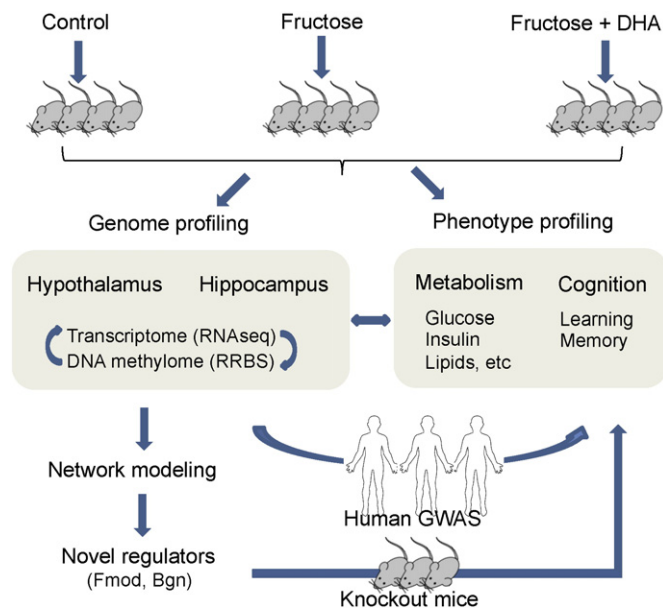 Control
Fructose
Fructose + DHA
Genome profiling
Phenotype profiling
Hypothalamus
Hippocampus
Transcriptome (RNAseq)
DNA methylome (RRBS)
Metabolism
Glucose
Insulin
Lipids, etc
Cognition
Learning
Memory
Network modeling
Human GWAS
Novel regulators
(Fmod, Bgn)
Knockout mice